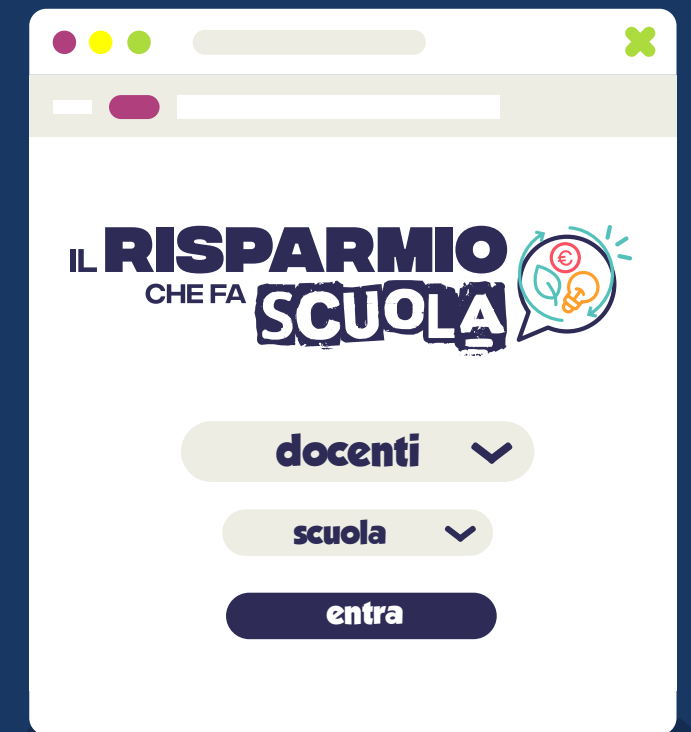 IL RISPARMIO
CHE FA SCUOLA
€
docenti
scuola
entra